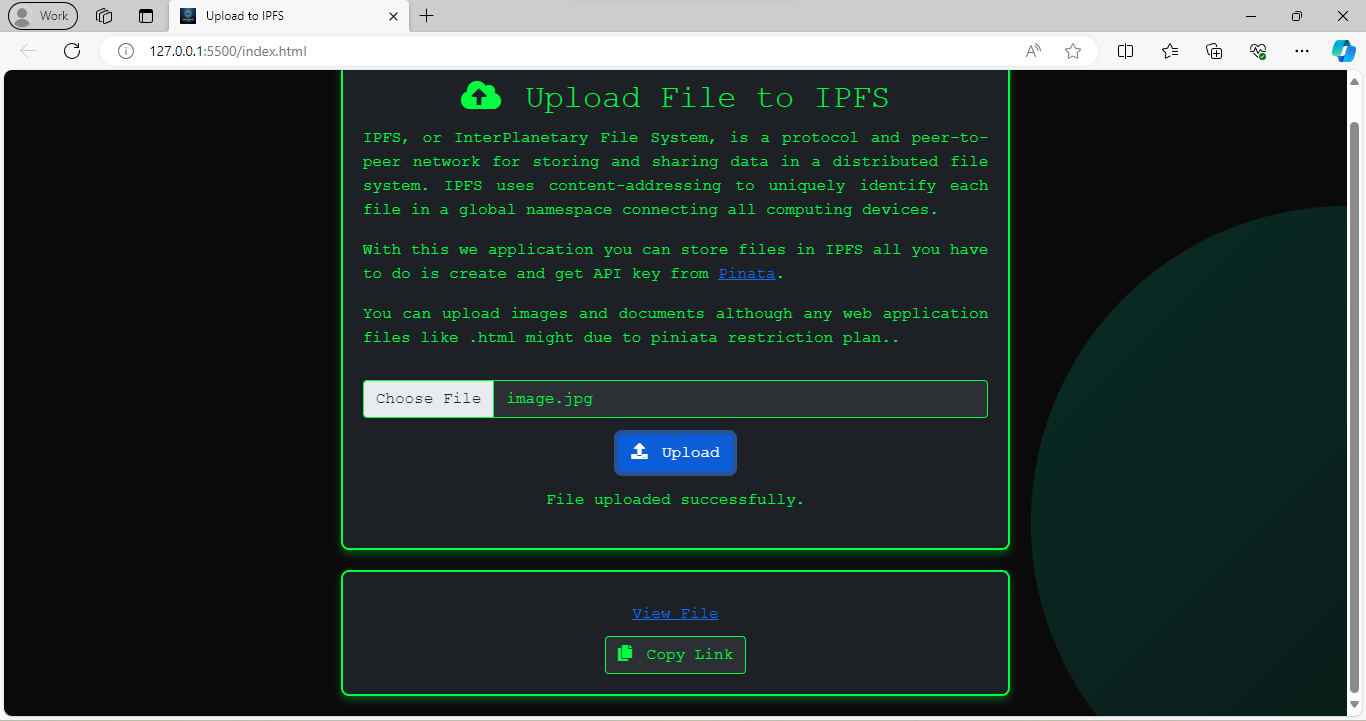 Work
Upload to IPFS
127.0.0.1:5500/index.html
Upload File to IPFS
IPFS, or InterPlanetary File System, is a protocol and peer-to-
peer network for storing and sharing data in a distributed file
system. IPFS uses content-addressing to uniquely identify each
file in a global namespace connecting all computing devices.
With this we application you can store files in IPFS all you have
to do is create and get API key from Pinata.
You can upload images and documents although any web application
files like .html might due to piniata restriction plan..
Choose File image.jpg
Upload
File uploaded successfully.
View File
Copy Link